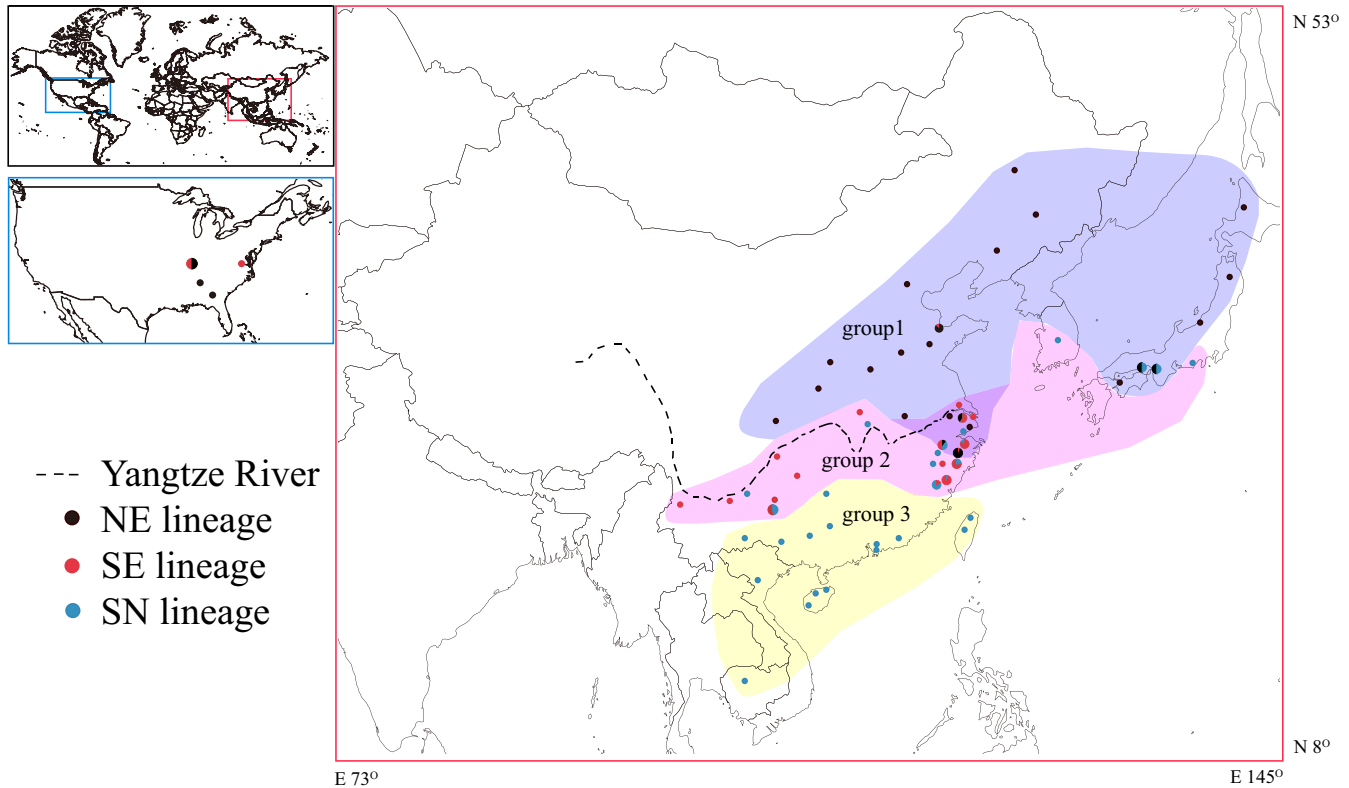 N 53°
group1
group 2
group 3
Yangtze River
NE lineage
SE lineage
SN lineage
N 8°
E 73°
E 145°